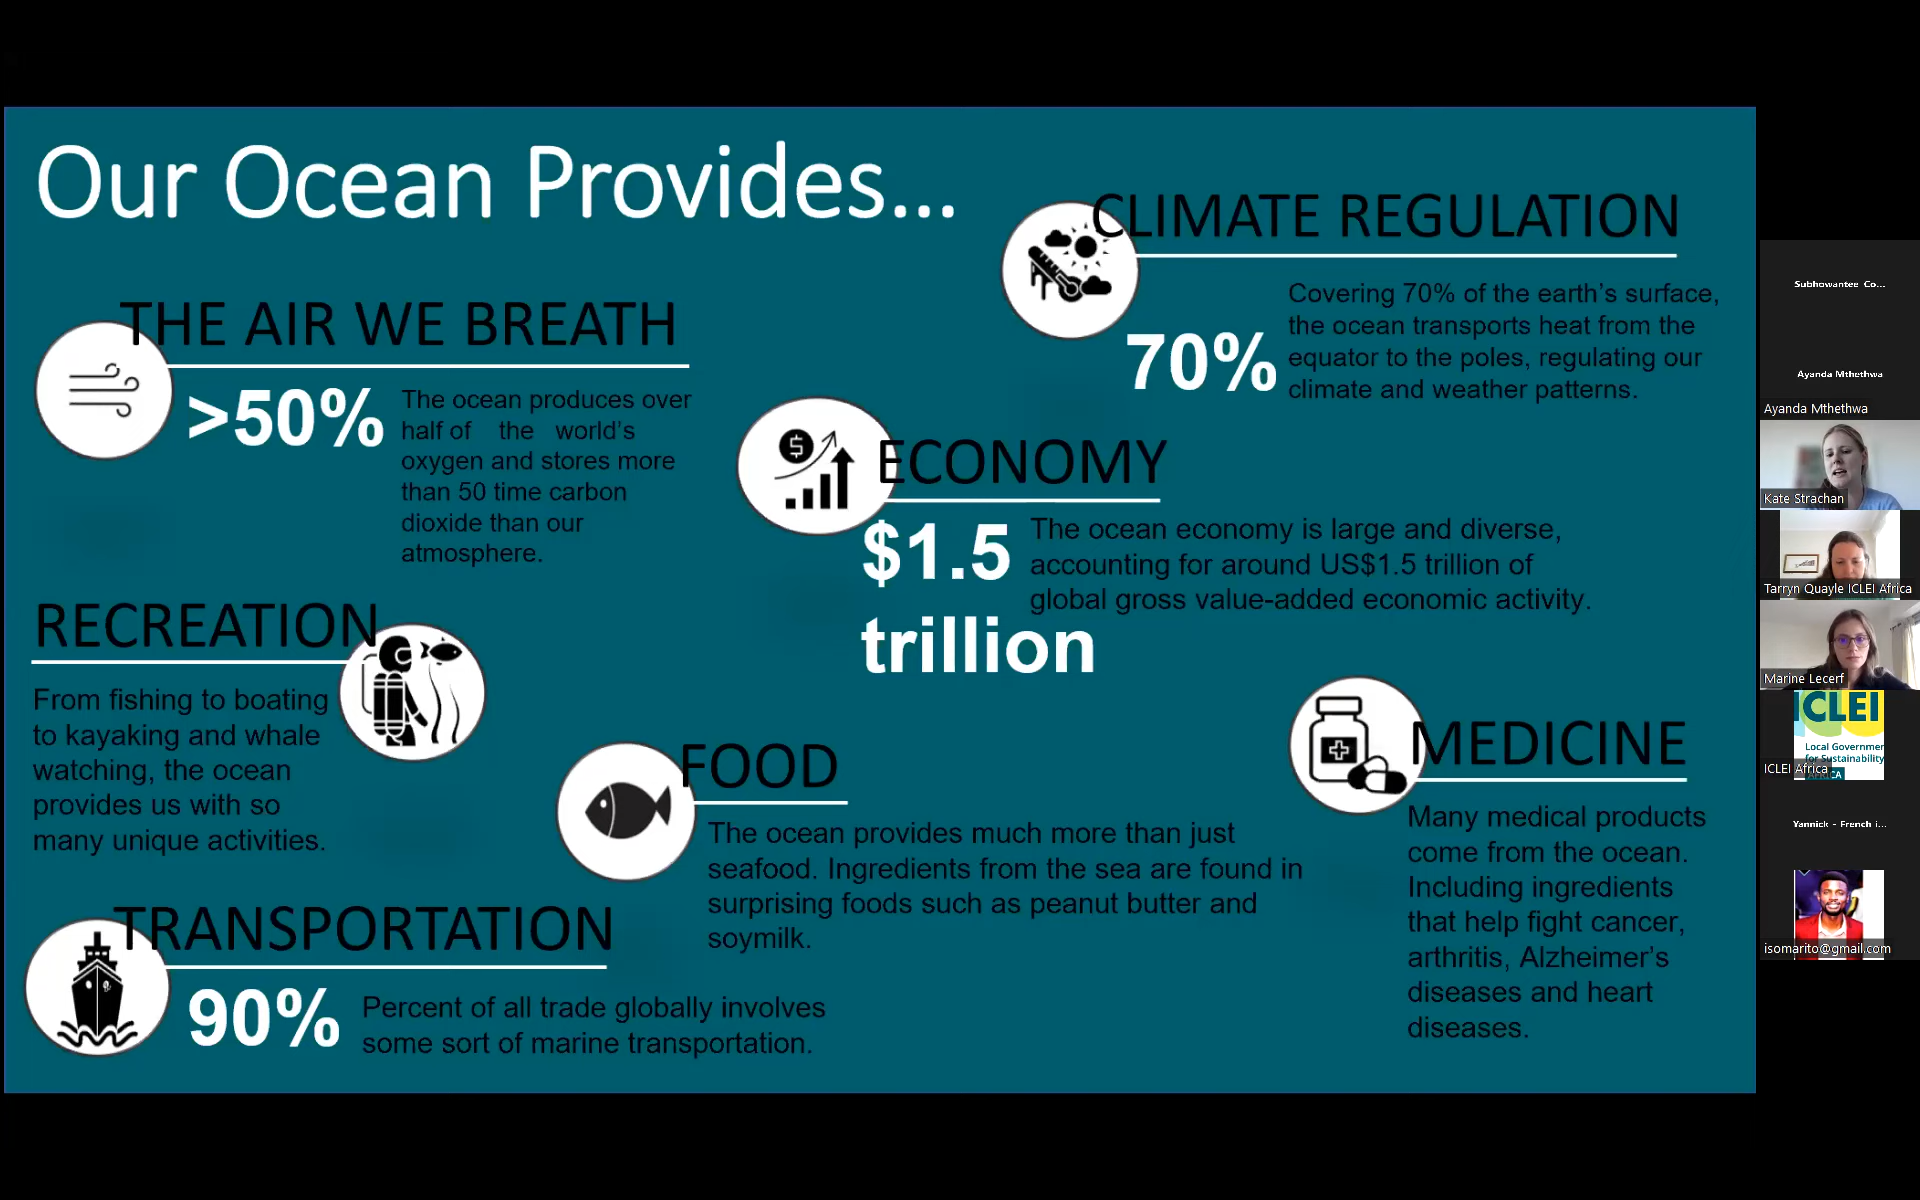 Our Ocean Provides...
CLIMATE REGULATION
70%
Covering 70% of the earth's surface,
the ocean transports heat from the
equator to the poles, regulating our
climate and weather patterns.
THE AIR WE BREATH
>50%
The ocean produces over
half of the world's
oxygen and stores more
than 50 time carbon
dioxide than our
atmosphere.
ECONOMY
$1.5
trillion
The ocean economy is large and diverse,
accounting for around US$1.5 trillion of
global gross value-added economic activity.
RECREATION
From fishing to boating
to kayaking and whale
watching, the ocean
provides us with so
many unique activities.
FOOD
The ocean provides much more than just
seafood. Ingredients from the sea are found in
surprising foods such as peanut butter and
soymilk.
MEDICINE
Many medical products
come from the ocean.
Including ingredients
that help fight cancer,
arthritis, Alzheimer's
diseases and heart
diseases.
TRANSPORTATION
90%
Percent of all trade globally involves
some sort of marine transportation.
Subhowantee Co...
Ayanda Mthethwa
Ayanda Mthethwa
Kate Strachan
Tarryn Quayle ICLEI Africa
Marine Lecerf
ICLEI
Local Governmen
for Sustainability
ICLEI Africa
Yannick - French i...
isomarito@gmail.com